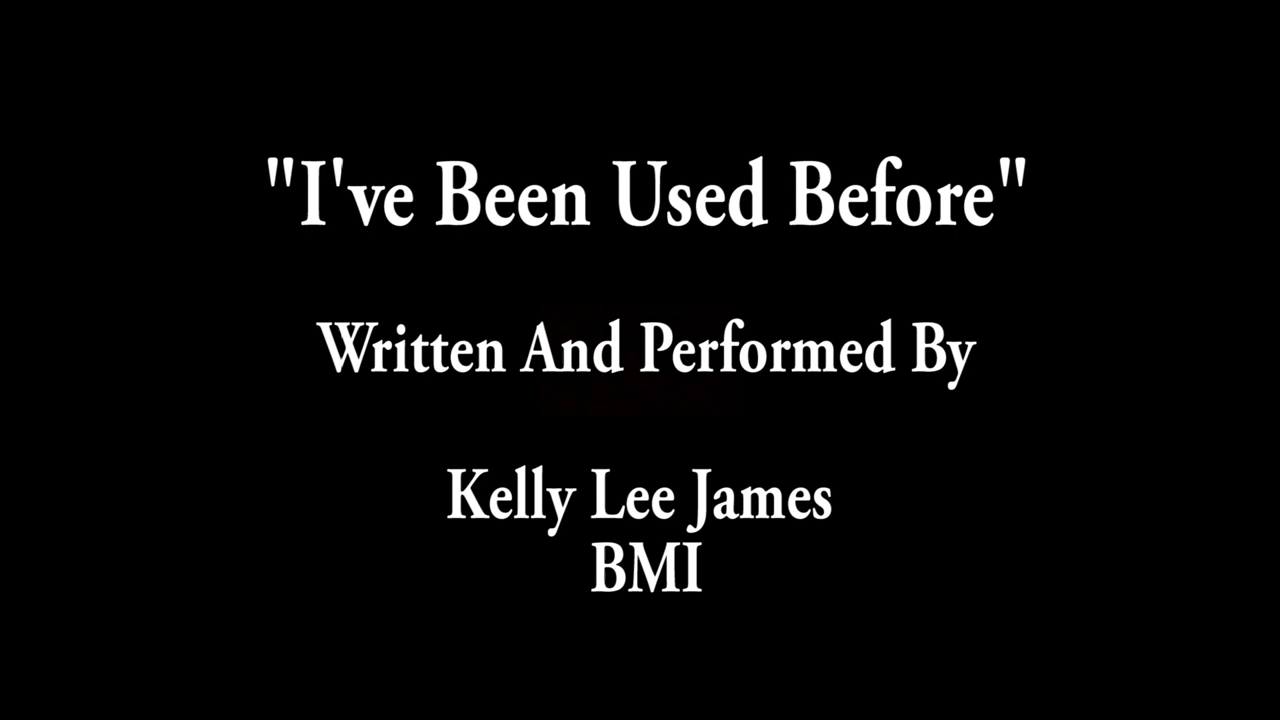 "I've Been Used Before"
Written And Performed By
Kelly Lee James
BMI